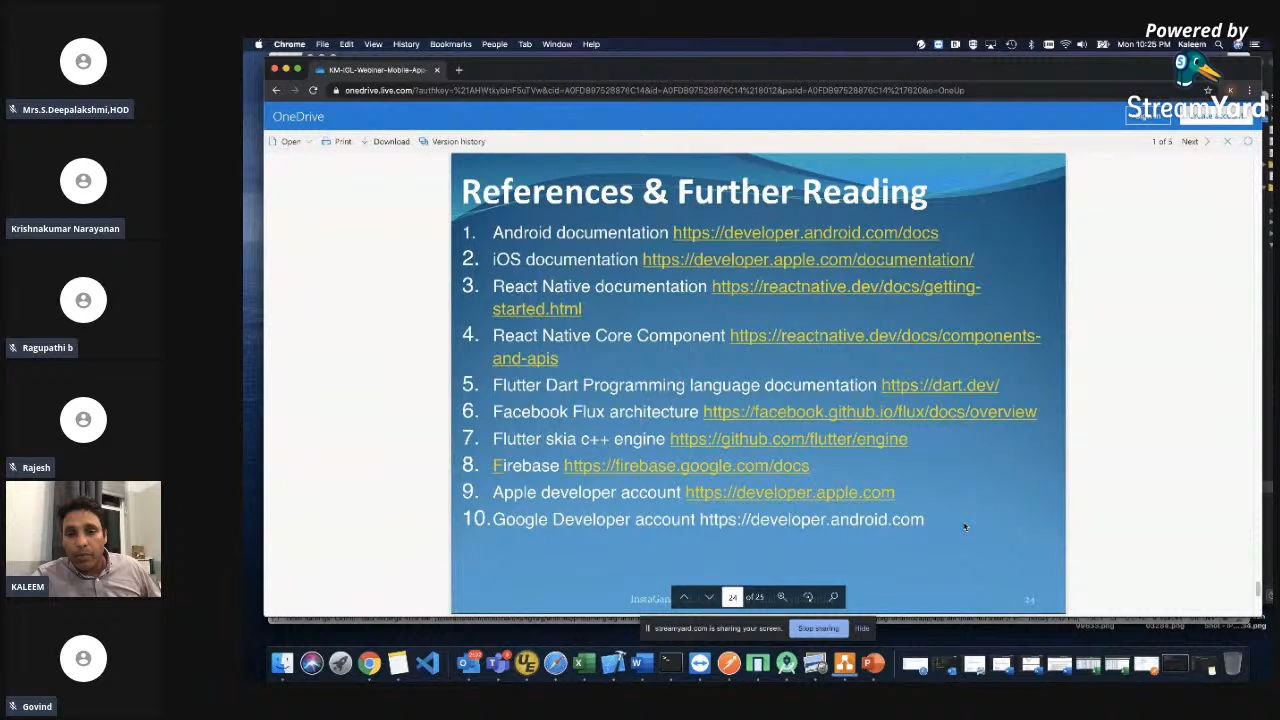 Powered by
StreamYard
Chrome File Edit View History Bookmarks People Tab Window Help
Mon 10:25 PM Kaleem
KM-IGL-Webinar-Mobile-App
OneDrive
Open Print Download Version history
1 of 5 Next
References & Further Reading
1. Android documentation https://developer.android.com/docs
2. iOS documentation https://developer.apple.com/documentation/
3. React Native documentation https://reactnative.dev/docs/getting-
started.html
4. React Native Core Component https://reactnative.dev/docs/components-
and-apis
5. Flutter Dart Programming language documentation https://dart.dev/
6. Facebook Flux architecture https://facebook.github.io/flux/docs/overview
7. Flutter skia c++ engine https://github.com/flutter/engine
8. Firebase https://firebase.google.com/docs
9. Apple developer account https://developer.apple.com
10. Google Developer account https://developer.android.com
24 of 25
24
streamyard.com is sharing your screen. Stop sharing Hide
Mrs.S.Deepalakshmi,HOD
Krishnakumar Narayanan
Ragupathi b
Rajesh
KALEEM
Govind